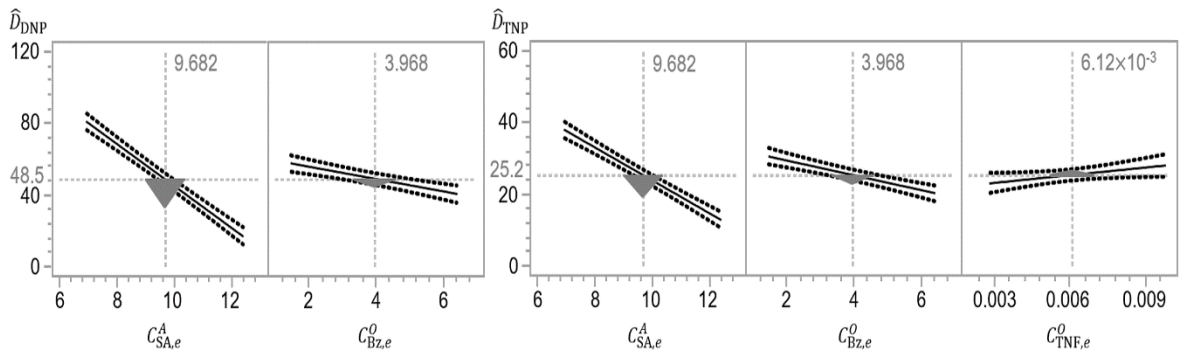 D̂_DNP
D̂_TNP
120
80
48.5
40
0
9.682
3.968
60
40
25.2
20
0
9.682
3.968
6.12×10⁻³
6 8 10 12
2 4 6
6 8 10 12
2 4 6
0.003 0.006 0.009
C^A_SA,e
C^O_Bz,e
C^A_SA,e
C^O_Bz,e
C^O_TNF,e